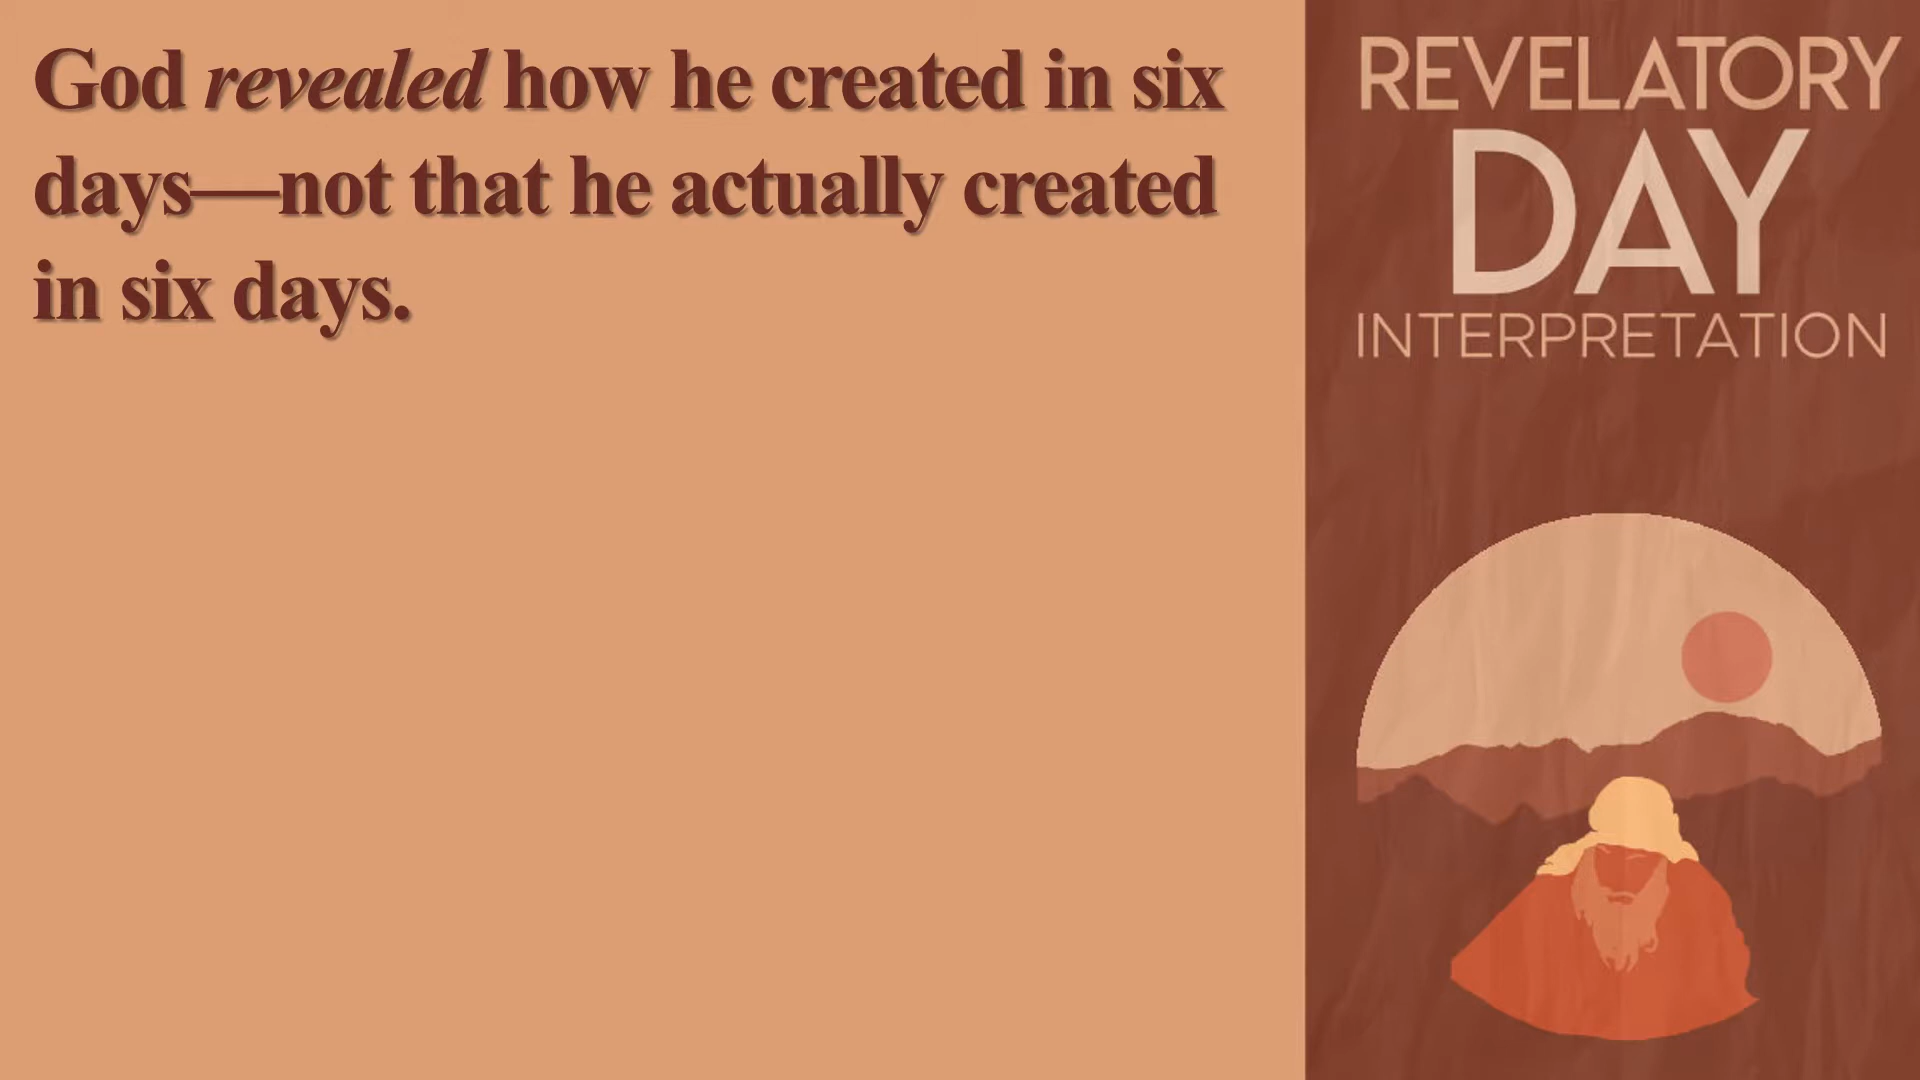 God revealed how he created in six
days—not that he actually created
in six days.
REVELATORY
DAY
INTERPRETATION